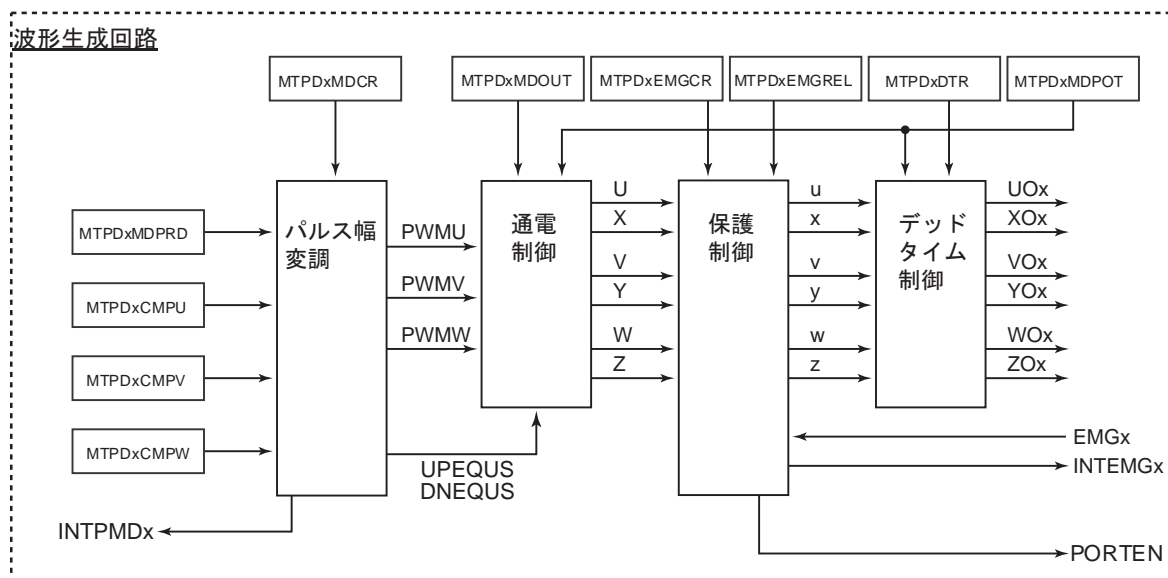 波形生成回路
MTPDxMDCR
MTPDxMDOUT
MTPDxEMGCR
MTPDxEMGREL
MTPDxDTR
MTPDxMDPOT
MTPDxMDPRD
MTPDxCMPU
MTPDxCMPV
MTPDxCMPW
パルス幅
変調
PWMU
PWMV
PWMW
UPEQUS
DNEQUS
INTPMDx
通電
制御
U
X
V
Y
W
Z
保護
制御
u
x
v
y
w
z
デッド
タイム
制御
UOx
XOx
VOx
YOx
WOx
ZOx
EMGx
INTEMGx
PORTEN